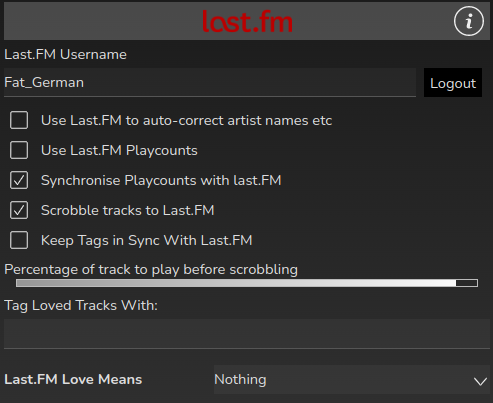 last.fm
Last.FM Username
Fat_German
Logout
Use Last.FM to auto-correct artist names etc
Use Last.FM Playcounts
Synchronise Playcounts with last.FM
Scrobble tracks to Last.FM
Keep Tags in Sync With Last.FM
Percentage of track to play before scrobbling
Tag Loved Tracks With:
Last.FM Love Means
Nothing